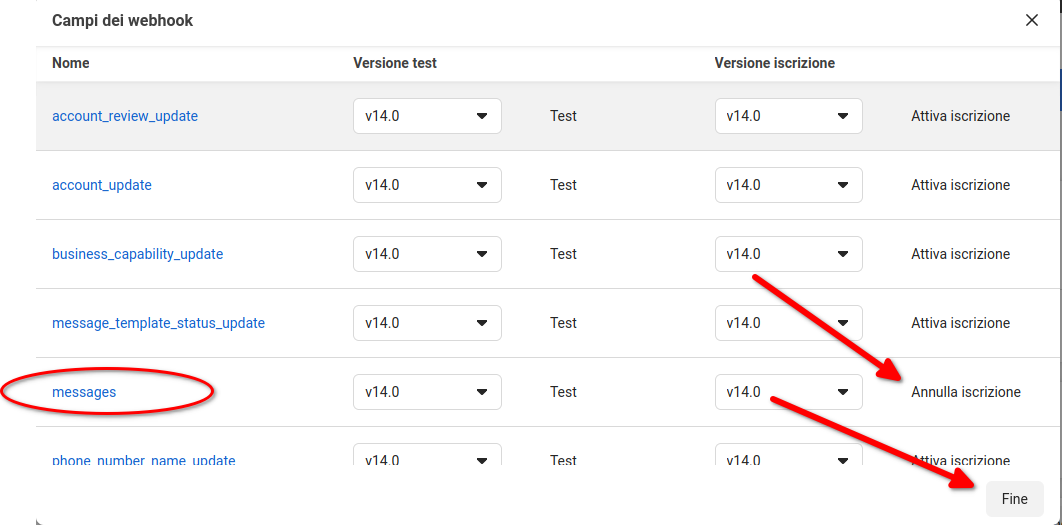 Campi dei webhook
Nome Versione test Versione iscrizione
account_review_update v14.0 Test v14.0 Attiva iscrizione
account_update v14.0 Test v14.0 Attiva iscrizione
business_capability_update v14.0 Test v14.0 Attiva iscrizione
message_template_status_update v14.0 Test v14.0 Attiva iscrizione
messages v14.0 Test v14.0 Annulla iscrizione
phone_number_name_update v14.0 Test v14.0 Attiva iscrizione
Fine